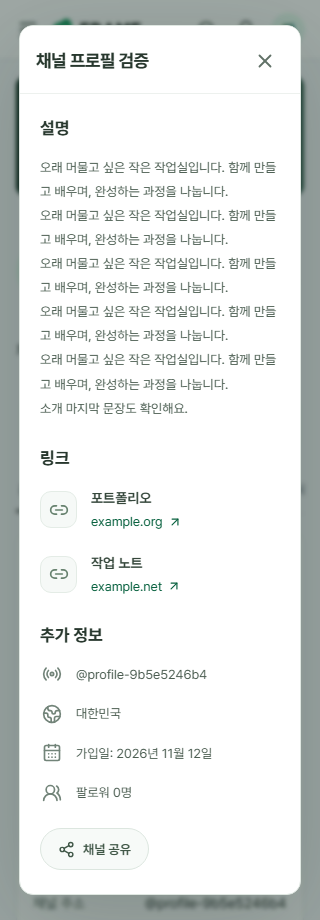 채널 프로필 검증
설명
오래 머물고 싶은 작은 작업실입니다. 함께 만들
고 배우며, 완성하는 과정을 나눕니다.
오래 머물고 싶은 작은 작업실입니다. 함께 만들
고 배우며, 완성하는 과정을 나눕니다.
오래 머물고 싶은 작은 작업실입니다. 함께 만들
고 배우며, 완성하는 과정을 나눕니다.
오래 머물고 싶은 작은 작업실입니다. 함께 만들
고 배우며, 완성하는 과정을 나눕니다.
오래 머물고 싶은 작은 작업실입니다. 함께 만들
고 배우며, 완성하는 과정을 나눕니다.
소개 마지막 문장도 확인해요.
링크
포트폴리오
example.org
작업 노트
example.net
추가 정보
@profile-9b5e5246b4
대한민국
가입일: 2026년 11월 12일
팔로워 0명
채널 공유
채널 주소 @profile-9b5e5246b4